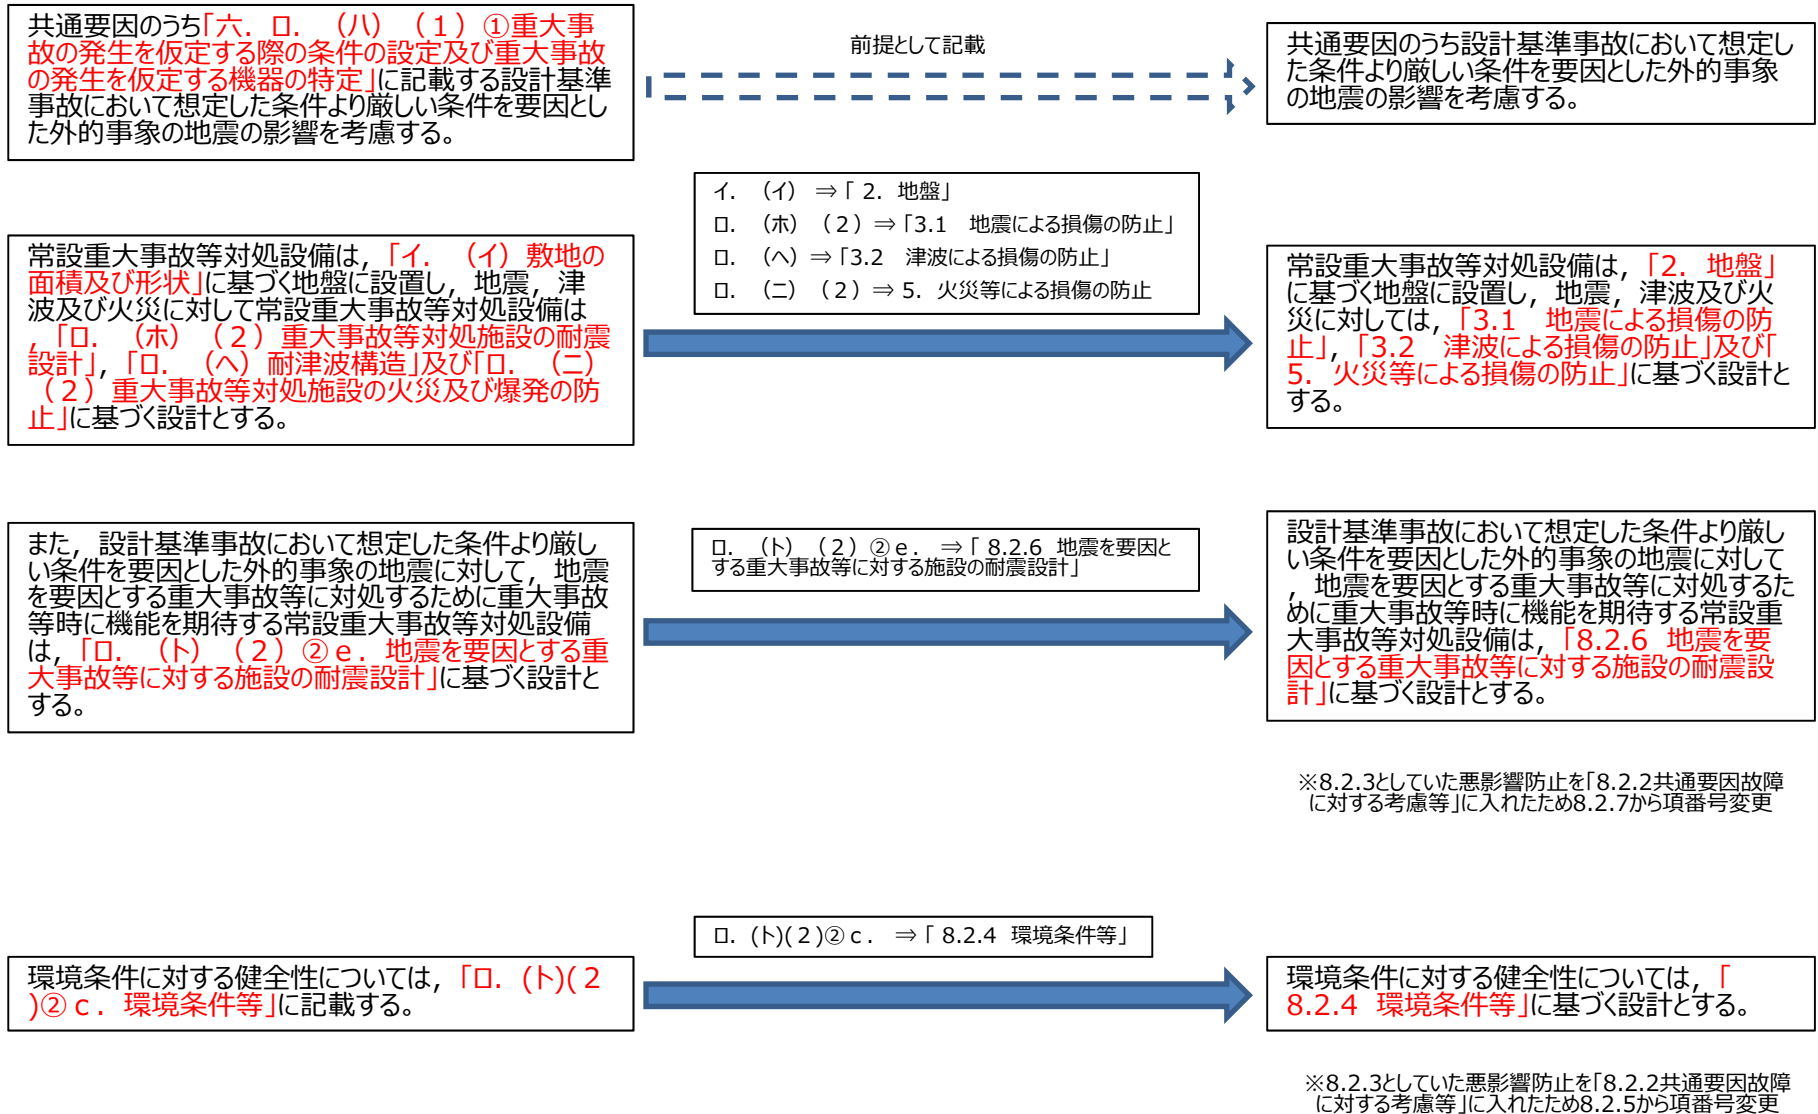 共通要因のうち「六．ロ．（ハ）（１）①重大事
故の発生を仮定する際の条件の設定及び重大事故
の発生を仮定する機器の特定」に記載する設計基準
事故において想定した条件より厳しい条件を要因とし
た外的事象の地震の影響を考慮する。
前提として記載
共通要因のうち設計基準事故において想定し
た条件より厳しい条件を要因とした外的事象
の地震の影響を考慮する。
常設重大事故等対処設備は，「イ．（イ）敷地の
面積及び形状」に基づく地盤に設置し，地震，津
波及び火災に対して常設重大事故等対処設備は
，「ロ．（ホ）（２）重大事故等対処施設の耐震
設計」，「ロ．（ヘ）耐津波構造」及び「ロ．（ニ）
（２）重大事故等対処施設の火災及び爆発の防
止」に基づく設計とする。
イ．（イ）⇒「 2．地盤」
ロ．（ホ）（２）⇒「3.1　地震による損傷の防止」
ロ．（ヘ）⇒「3.2　津波による損傷の防止」
ロ．（ニ）（２）⇒ 5．火災等による損傷の防止
常設重大事故等対処設備は，「2．地盤」
に基づく地盤に設置し，地震，津波及び火
災に対しては，「3.1　地震による損傷の防
止」，「3.2　津波による損傷の防止」及び「
5．火災等による損傷の防止」に基づく設計と
する。
また，設計基準事故において想定した条件より厳し
い条件を要因とした外的事象の地震に対して，地震
を要因とする重大事故等に対処するために重大事故
等時に機能を期待する常設重大事故等対処設備
は，「ロ．（ト）（２）②ｅ．地震を要因とする重
大事故等に対する施設の耐震設計」に基づく設計と
する。
ロ．（ト）（２）②ｅ．⇒「 8.2.6 地震を要因と
する重大事故等に対する施設の耐震設計」
設計基準事故において想定した条件より厳し
い条件を要因とした外的事象の地震に対して
，地震を要因とする重大事故等に対処するた
めに重大事故等時に機能を期待する常設重
大事故等対処設備は，「8.2.6 地震を要
因とする重大事故等に対する施設の耐震設
計」に基づく設計とする。
※8.2.3としていた悪影響防止を「8.2.2共通要因故障
に対する考慮等」に入れたため8.2.7から項番号変更
環境条件に対する健全性については，「ロ．(ト)(２
)②ｃ．環境条件等」に記載する。
ロ．(ト)(２)②ｃ．⇒「 8.2.4 環境条件等」
環境条件に対する健全性については，「
8.2.4 環境条件等」に基づく設計とする。
※8.2.3としていた悪影響防止を「8.2.2共通要因故障
に対する考慮等」に入れたため8.2.5から項番号変更